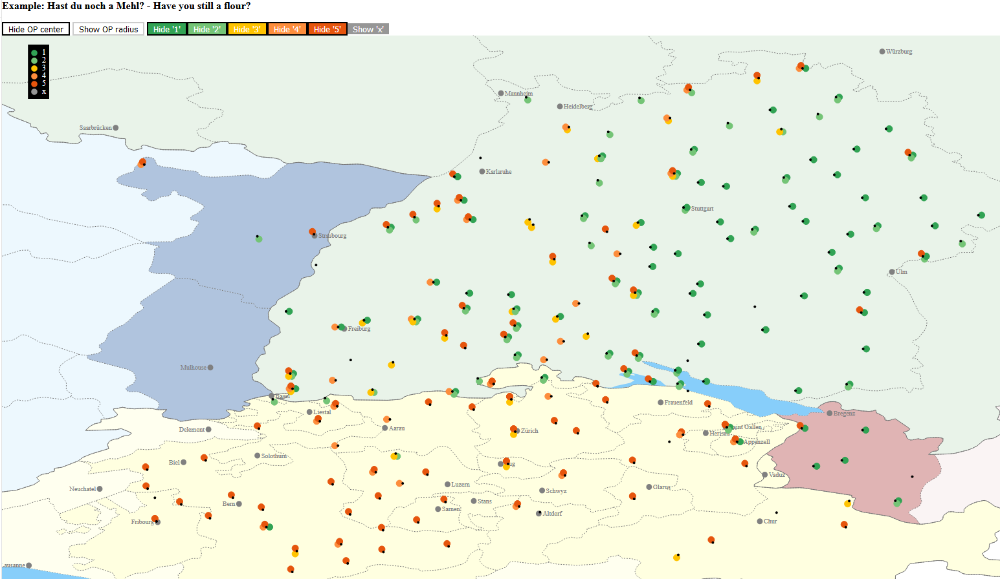 Example: Hast du noch a Mehl? - Have you still a flour?
Hide OP center Show OP radius Hide '1' Hide '2' Hide '3' Hide '4' Hide '5' Show 'x'
1
2
3
4
5
x
Würzburg
Mannheim
Heidelberg
Saarbrücken
Karlsruhe
Stuttgart
Strasbourg
Ulm
Freiburg
Mulhouse
Basel
Frauenfeld
Liestal
Bregenz
Delemont
Aarau
Zürich
Saint Gallen
Herisau
Appenzell
Solothurn
Biel
Zug
Vaduz
Neuchatel
Luzern
Glarus
Schwyz
Bern
Stans
Sarnen
Altdorf
Fribourg
Chur
ausanne